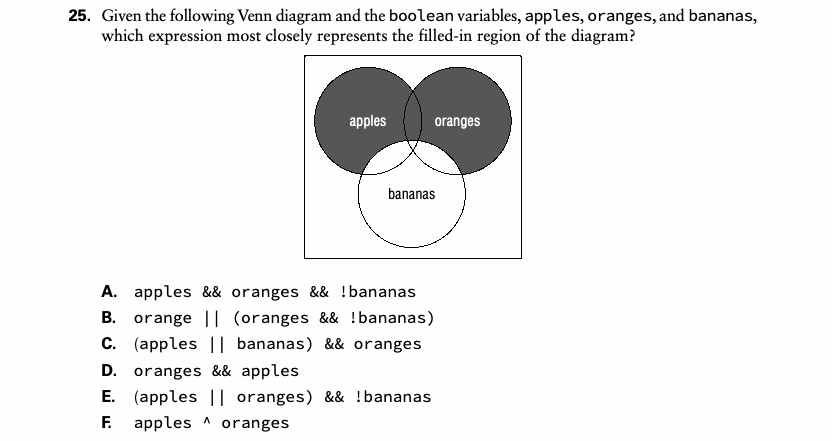 25. Given the following Venn diagram and the boolean variables, apples, oranges, and bananas,
which expression most closely represents the filled-in region of the diagram?
apples oranges
bananas
A. apples && oranges && !bananas
B. orange || (oranges && !bananas)
C. (apples || bananas) && oranges
D. oranges && apples
E. (apples || oranges) && !bananas
F. apples ^ oranges